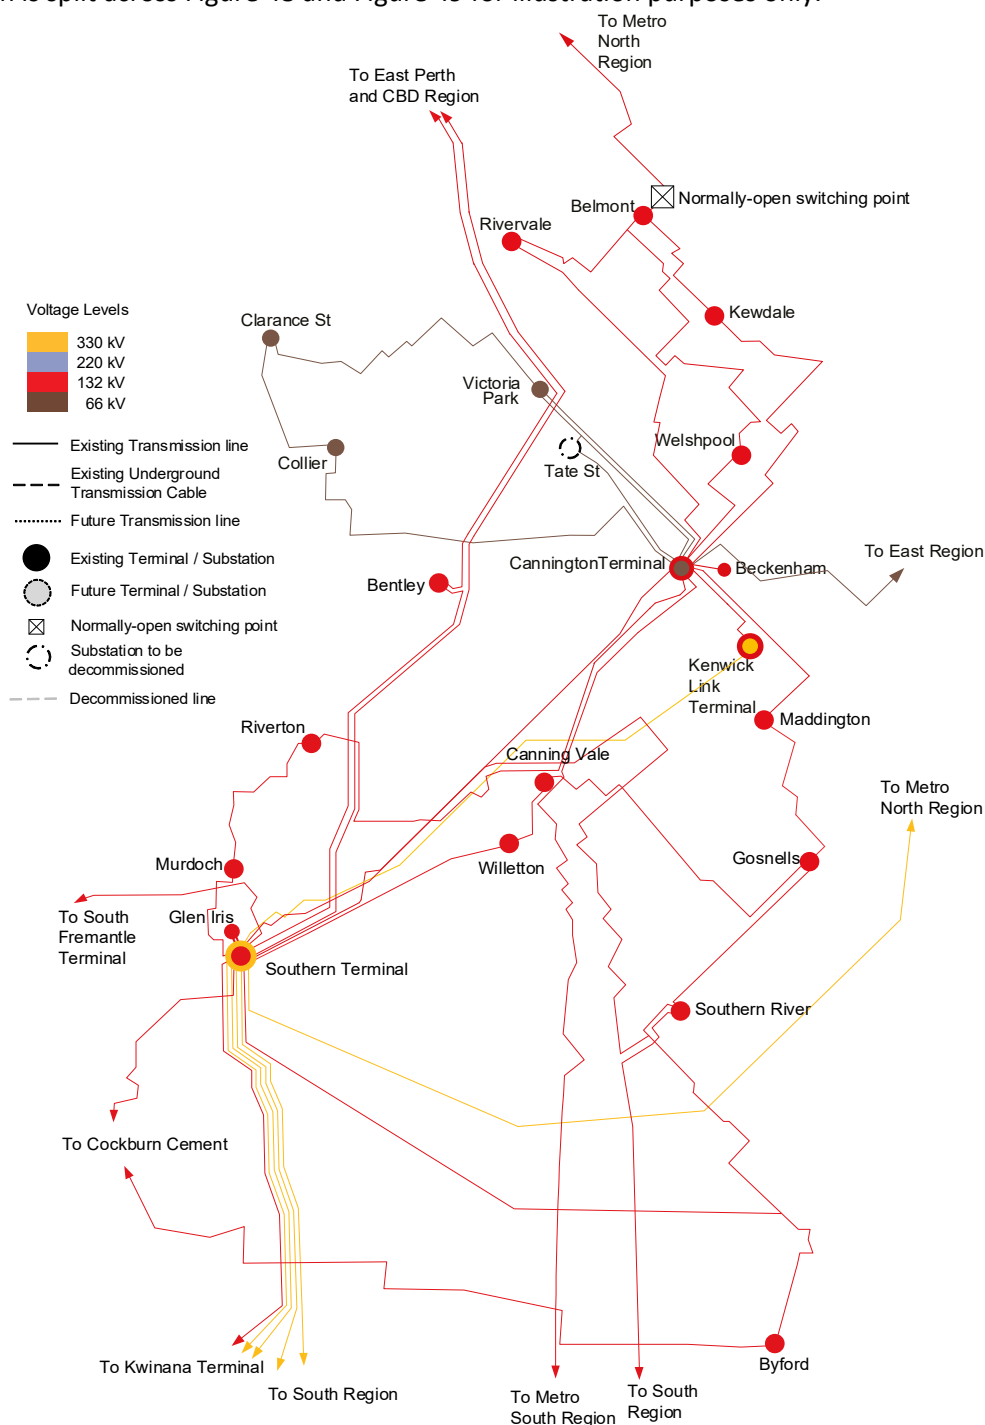 To Metro
North
Region
To East Perth
and CBD Region
Belmont
Normally-open switching point
Rivervale
Voltage Levels
330 kV
220 kV
132 kV
66 kV
Clarance St
Kewdale
Victoria
Park
Existing Transmission line
Existing Underground
Transmission Cable
Future Transmission line
Existing Terminal / Substation
Future Terminal / Substation
Normally-open switching point
Substation to be
decommissioned
Decommissioned line
Collier
Welshpool
Tate St
To East Region
CanningtonTerminal
Beckenham
Bentley
Kenwick
Link
Terminal
Maddington
Riverton
Canning Vale
To Metro
North Region
Willetton
Gosnells
Murdoch
Glen Iris
To South
Fremantle
Terminal
Southern Terminal
Southern River
To Cockburn Cement
To Kwinana Terminal
To South Region
To Metro
South Region
To South
Region
Byford